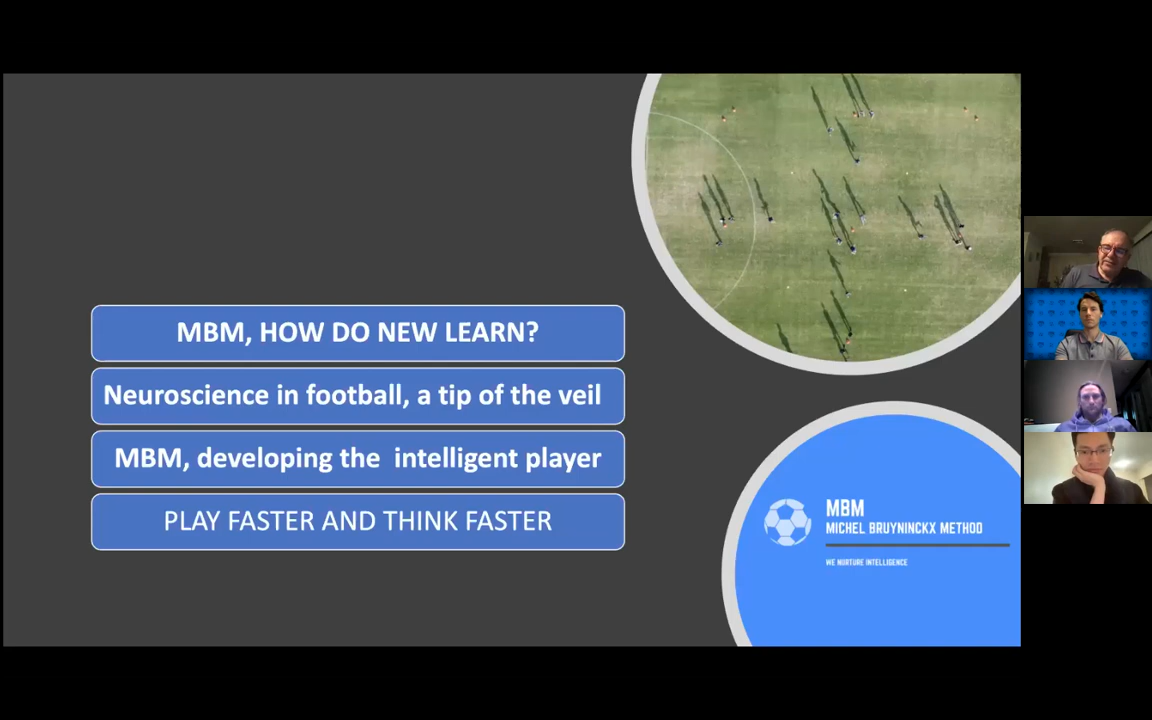 MBM, HOW DO NEW LEARN?
Neuroscience in football, a tip of the veil
MBM, developing the  intelligent player
PLAY FASTER AND THINK FASTER
MBM
MICHEL BRUYNINCKX METHOD
WE NURTURE INTELLIGENCE